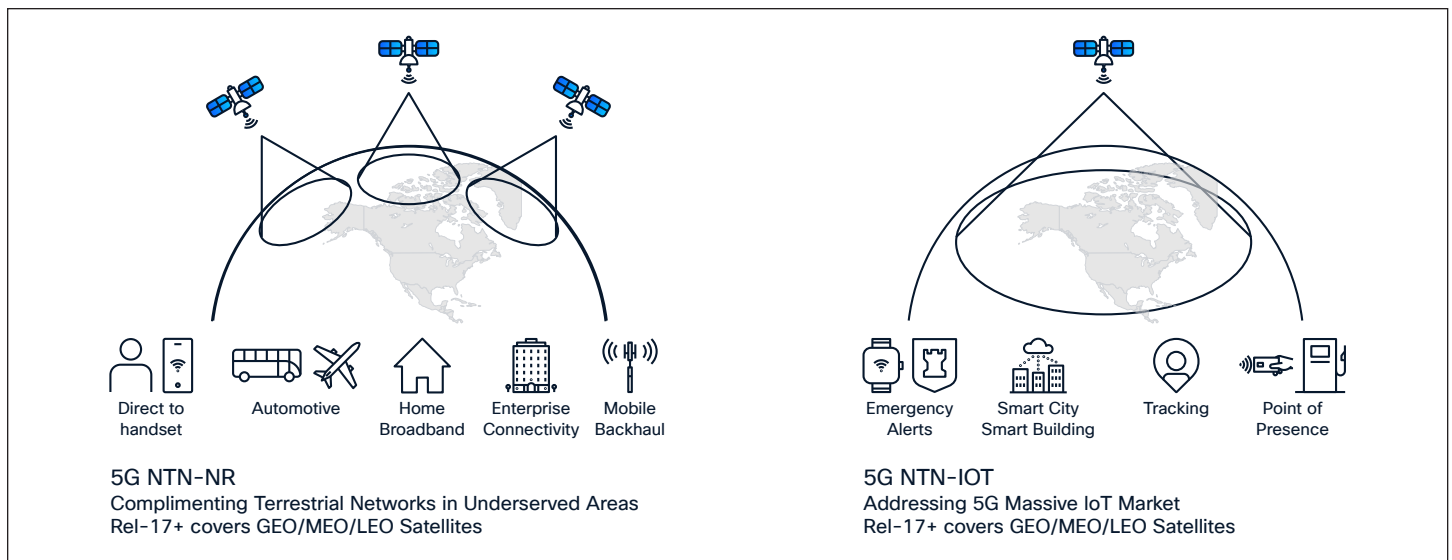 Direct to
handset
Automotive
Home
Broadband
Enterprise
Connectivity
Mobile
Backhaul
5G NTN-NR
Complimenting Terrestrial Networks in Underserved Areas
Rel-17+ covers GEO/MEO/LEO Satellites
Emergency
Alerts
Smart City
Smart Building
Tracking
Point of
Presence
5G NTN-IOT
Addressing 5G Massive IoT Market
Rel-17+ covers GEO/MEO/LEO Satellites